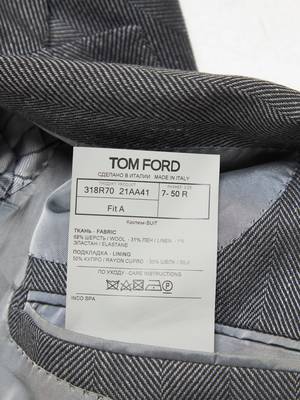 TOM FORD
СДЕЛАНО В ИТАЛИИ MADE IN ITALY
318R70 21AA41
7- 50 R
Fit A
Костюм-SUIT
ТКАНЬ - FABRIC
68% ШЕРСТЬ / WOOL - 31% ЛЕН / LINEN
ЭЛАСТАН / ELASTANE
ПОДКЛАДКА - LINING
50% КУПРО / RAYON CUPRO - 50% ШЕЛК /
ПО УХОДУ - CARE INSTRUCTIONS
INCO SPA